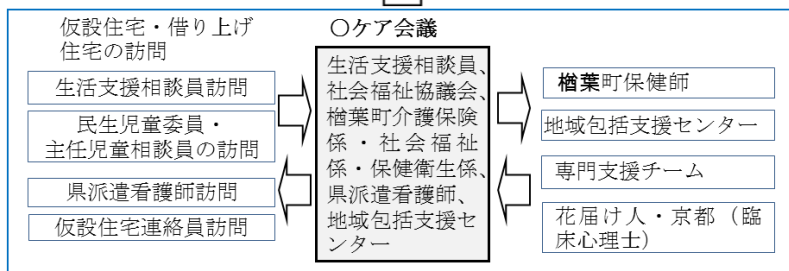 仮設住宅・借り上げ
住宅の訪問
生活支援相談員訪問
民生児童委員・
主任児童相談員の訪問
県派遣看護師訪問
仮設住宅連絡員訪問
〇ケア会議
生活支援相談員、
社会福祉協議会、
楢葉町介護保険
係・社会福祉
係・保健衛生係、
県派遣看護師、
地域包括支援セ
ンター
楢葉町保健師
地域包括支援センター
専門支援チーム
花届け人・京都（臨
床心理士）